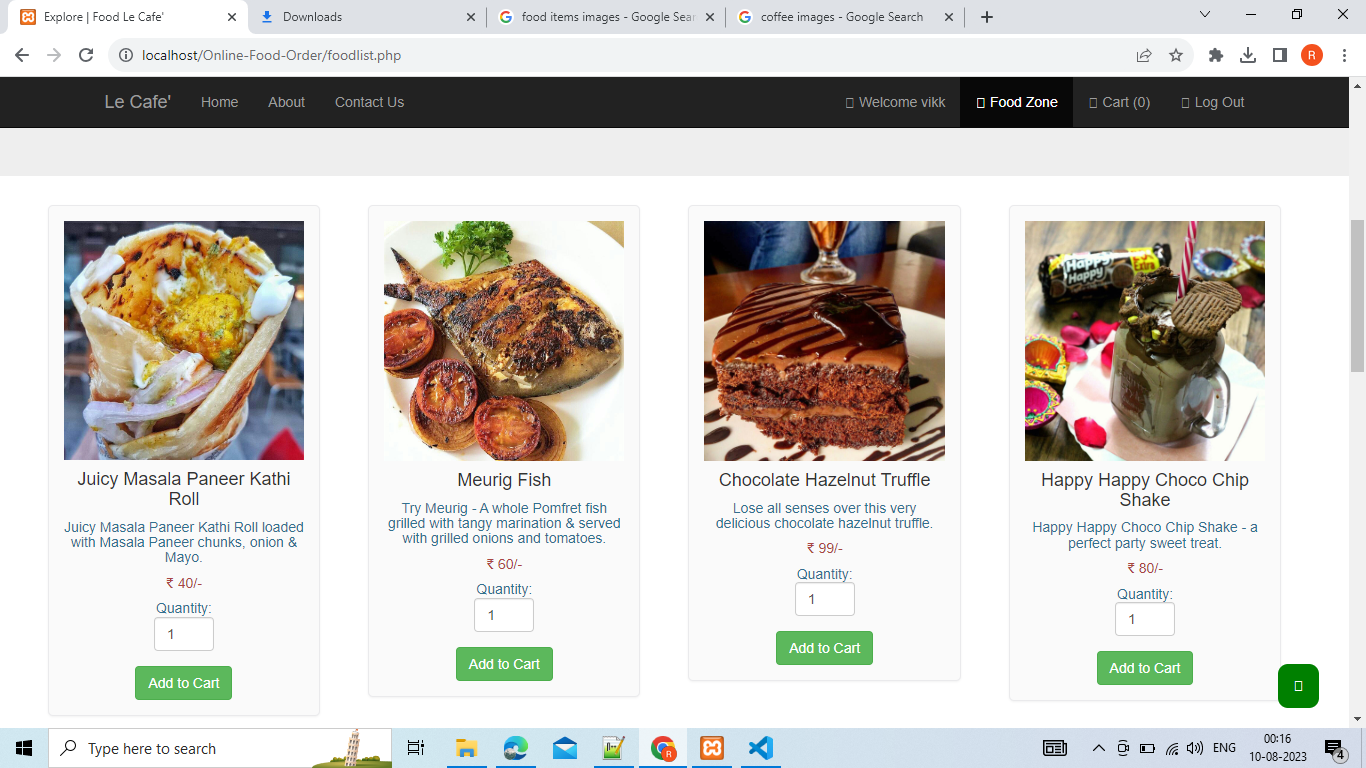 Explore | Food Le Cafe'
Downloads
food items images - Google Sear
coffee images - Google Search
localhost/Online-Food-Order/foodlist.php
R
Le Cafe' Home About Contact Us Welcome vikk Food Zone Cart (0) Log Out
Happy
Happy
Extra
Juicy Masala Paneer Kathi
Roll
Juicy Masala Paneer Kathi Roll loaded
with Masala Paneer chunks, onion &
Mayo.
₹ 40/-
Quantity:
1
Add to Cart
Meurig Fish
Try Meurig - A whole Pomfret fish
grilled with tangy marination & served
with grilled onions and tomatoes.
₹ 60/-
Quantity:
1
Add to Cart
Chocolate Hazelnut Truffle
Lose all senses over this very
delicious chocolate hazelnut truffle.
₹ 99/-
Quantity:
1
Add to Cart
Happy Happy Choco Chip
Shake
Happy Happy Choco Chip Shake - a
perfect party sweet treat.
₹ 80/-
Quantity:
1
Add to Cart
Type here to search
R
ENG
00:16
10-08-2023
4